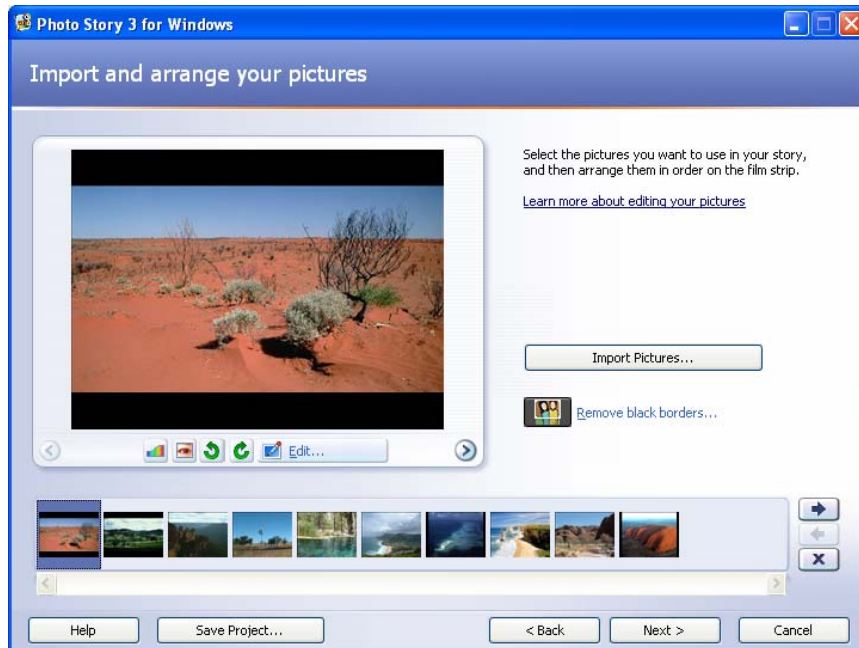 Photo Story 3 for Windows
Import and arrange your pictures
Select the pictures you want to use in your story,
and then arrange them in order on the film strip.
Learn more about editing your pictures
Import Pictures...
Remove black borders...
Edit...
Help
Save Project...
< Back
Next >
Cancel